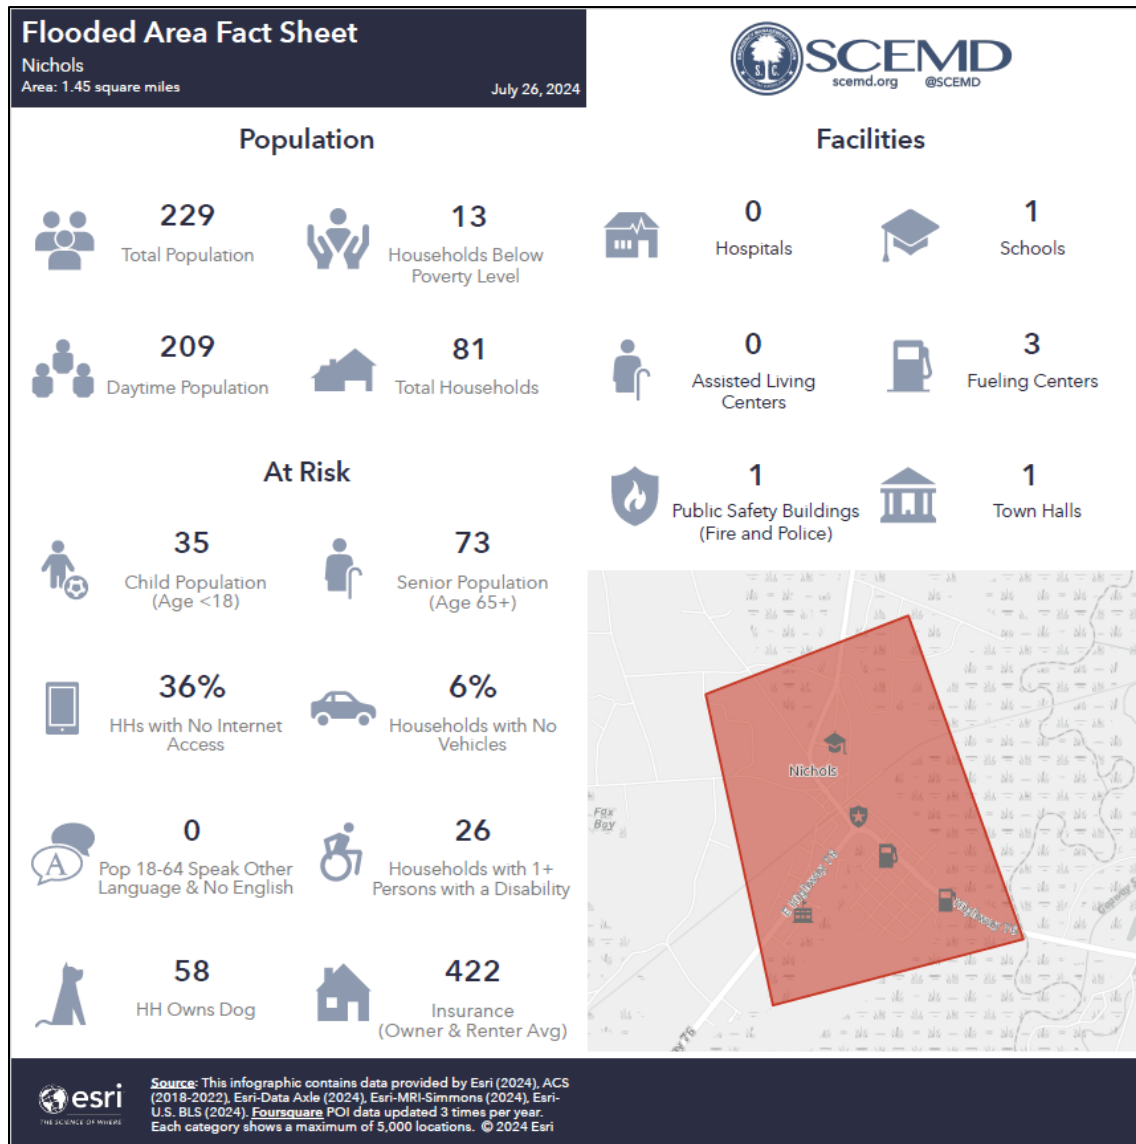 Flooded Area Fact Sheet
Nichols
Area: 1.45 square miles
July 26, 2024
SCEMD
scemd.org @SCEMD
S. C.
Population
229
Total Population
13
Households Below
Poverty Level
209
Daytime Population
81
Total Households
At Risk
35
Child Population
(Age <18)
73
Senior Population
(Age 65+)
36%
HHs with No Internet
Access
6%
Households with No
Vehicles
A
0
Pop 18-64 Speak Other
Language & No English
26
Households with 1+
Persons with a Disability
58
HH Owns Dog
422
Insurance
(Owner & Renter Avg)
Facilities
0
Hospitals
1
Schools
0
Assisted Living
Centers
3
Fueling Centers
1
Public Safety Buildings
(Fire and Police)
1
Town Halls
Nichols
Fox
Bay
E Highway 76
Highway 76
y 76
esri
THE SCIENCE OF WHERE
Source: This infographic contains data provided by Esri (2024), ACS
(2018-2022), Esri-Data Axle (2024), Esri-MRI-Simmons (2024), Esri-
U.S. BLS (2024). Foursquare POI data updated 3 times per year.
Each category shows a maximum of 5,000 locations. © 2024 Esri